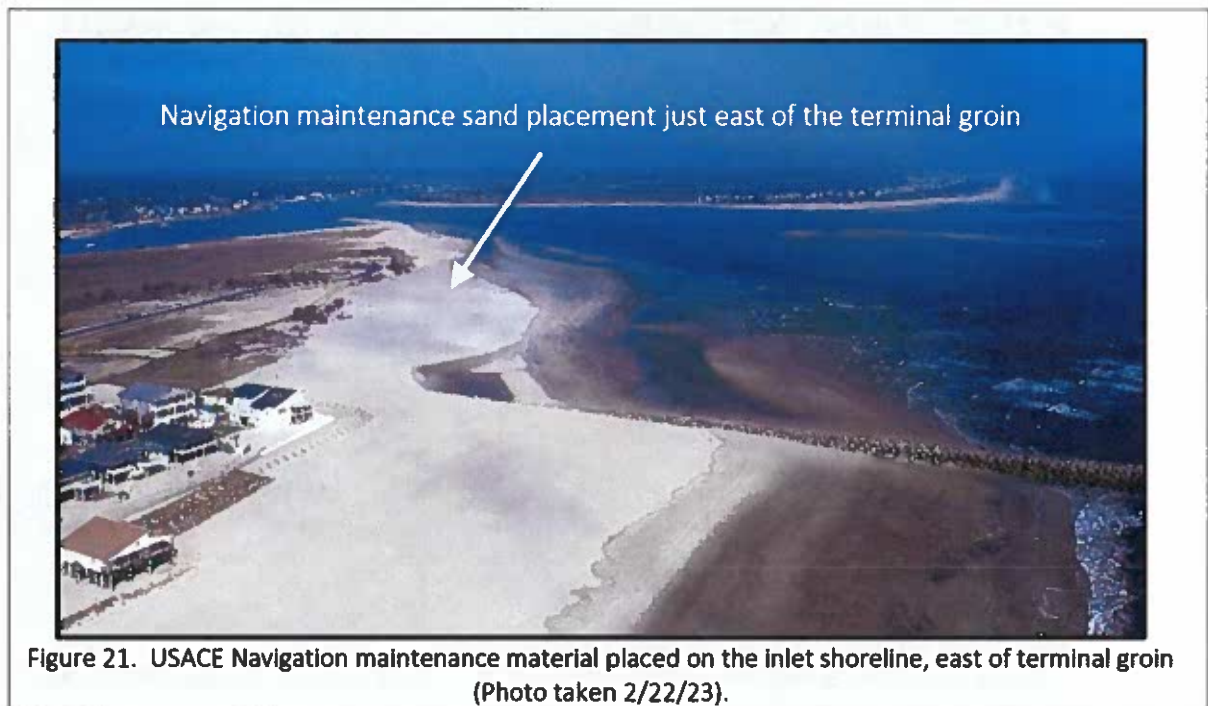 Navigation maintenance sand placement just east of the terminal groin
Figure 21. USACE Navigation maintenance material placed on the inlet shoreline, east of terminal groin
(Photo taken 2/22/23).